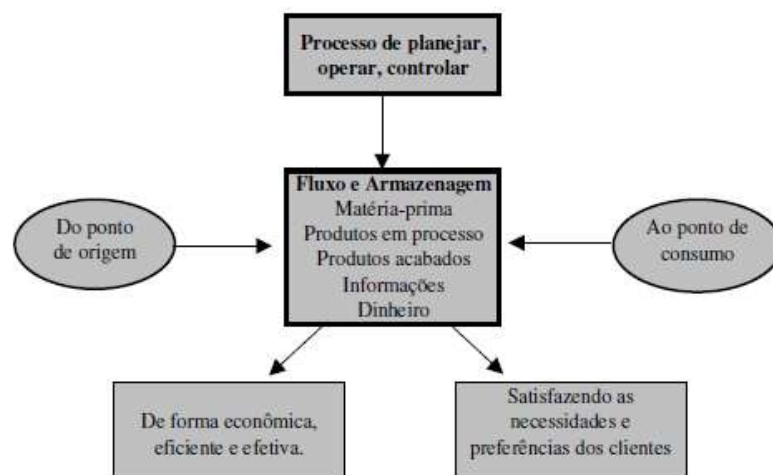 Processo de planejar,
operar, controlar
Fluxo e Armazenagem
Matéria-prima
Produtos em processo
Produtos acabados
Informações
Dinheiro
Do ponto
de origem
Ao ponto de
consumo
De forma econômica,
eficiente e efetiva.
Satisfazendo as
necessidades e
preferências dos clientes